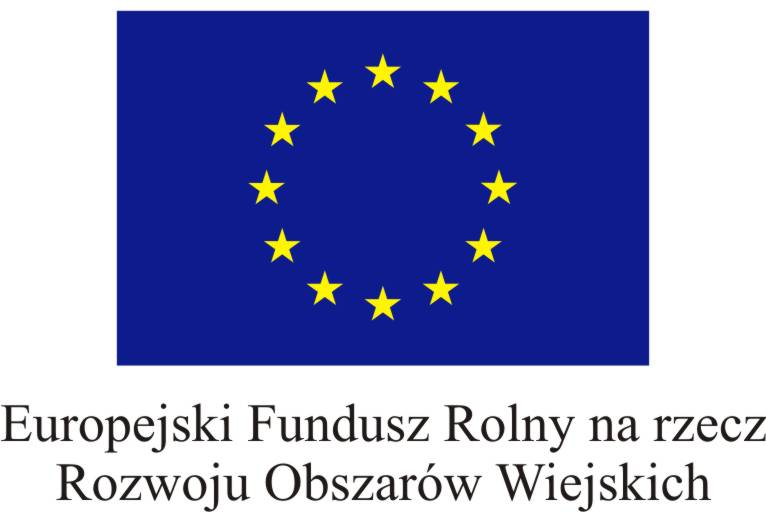 Europejski Fundusz Rolny na rzecz
Rozwoju Obszarów Wiejskich